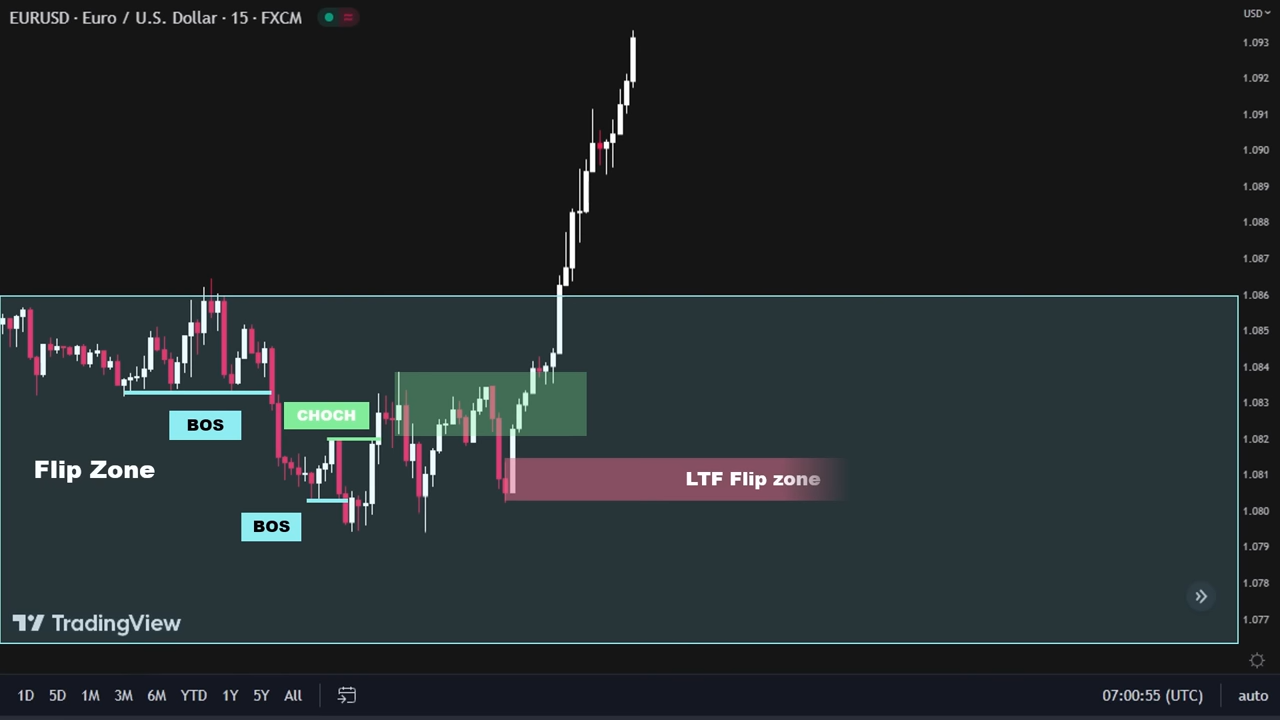 EURUSD · Euro / U.S. Dollar · 15 · FXCM
USD
1.093
1.092
1.091
1.090
1.089
1.088
1.087
1.086
1.085
1.084
1.083
1.082
1.081
1.080
1.079
1.078
1.077
BOS
CHOCH
Flip Zone
LTF Flip zone
BOS
TradingView
1D 5D 1M 3M 6M YTD 1Y 5Y All
07:00:55 (UTC) auto